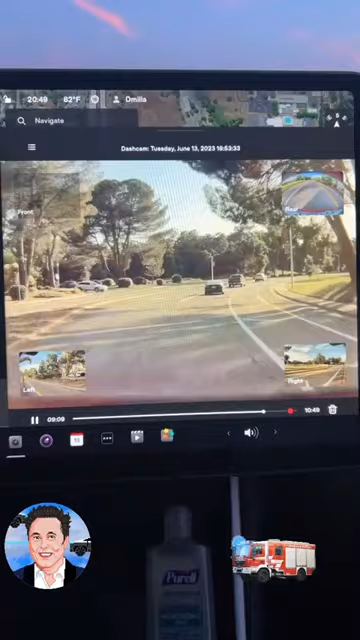 20:49 82°F Dmilla
Navigate
Dashcam: Tuesday, June 13, 2023 18:53:33
Front
Left
Right
09:09
10:49
13
Purell